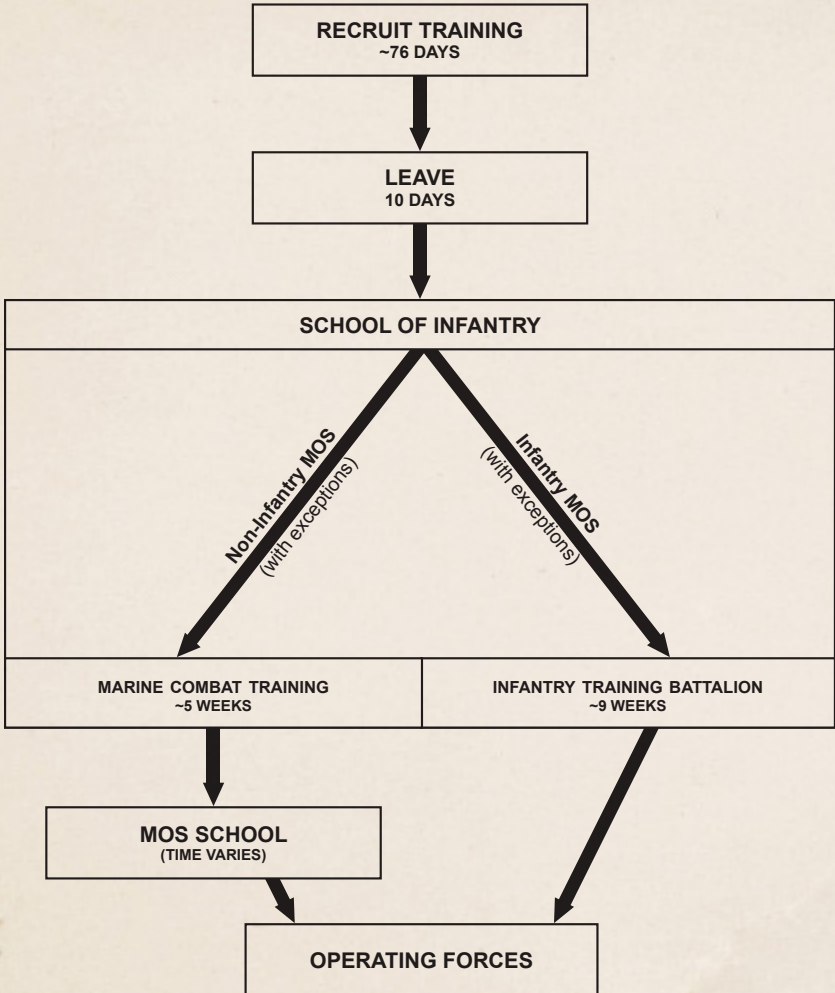 RECRUIT TRAINING
~76 DAYS
LEAVE
10 DAYS
SCHOOL OF INFANTRY
Non-Infantry MOS
(with exceptions)
Infantry MOS
(with exceptions)
MARINE COMBAT TRAINING
~5 WEEKS
INFANTRY TRAINING BATTALION
~9 WEEKS
MOS SCHOOL
(TIME VARIES)
OPERATING FORCES